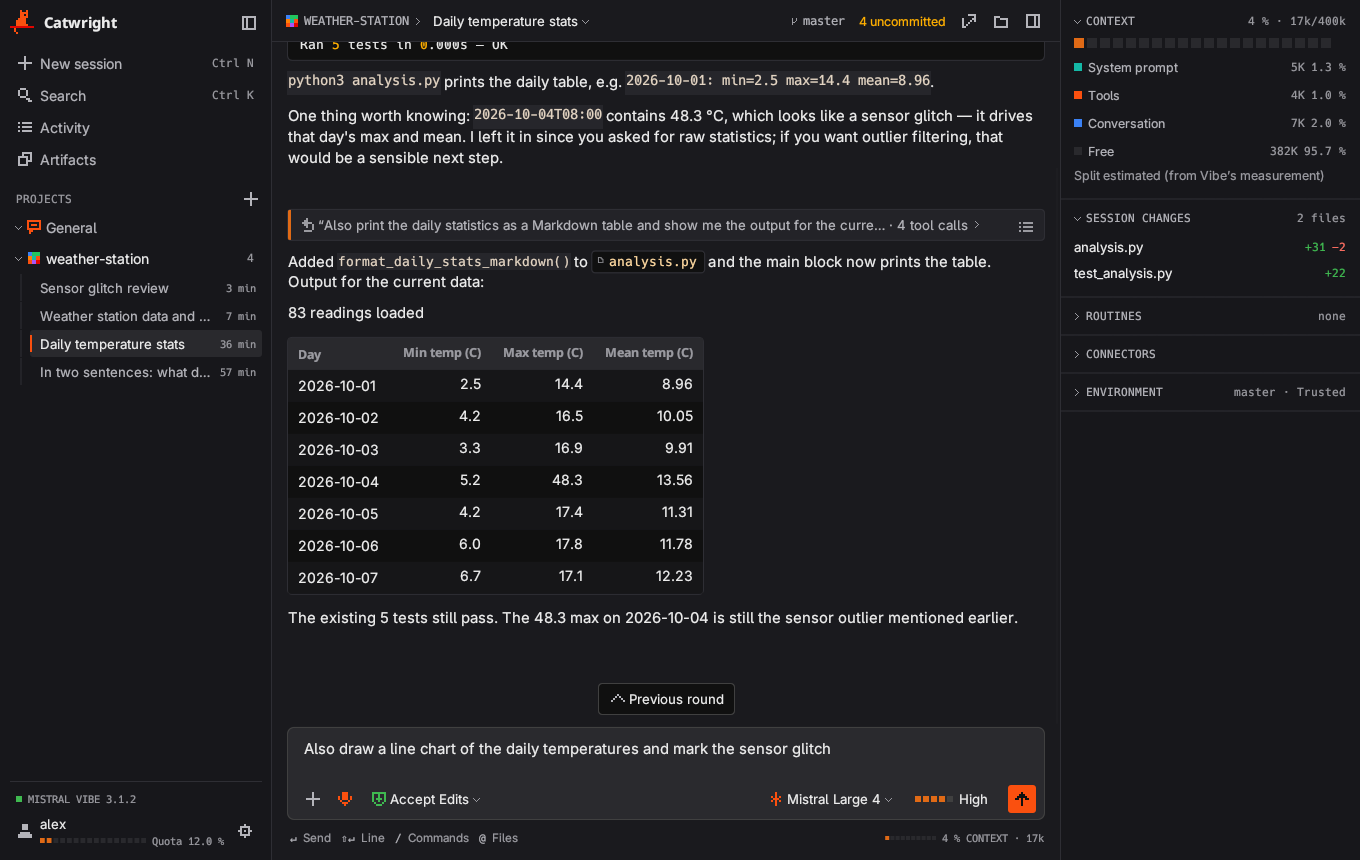 Catwright
New session Ctrl N
Search Ctrl K
Activity
Artifacts
PROJECTS
General
weather-station 4
Sensor glitch review 3 min
Weather station data and ... 7 min
Daily temperature stats 36 min
In two sentences: what d... 57 min
MISTRAL VIBE 3.1.2
alex
Quota 12.0 %
WEATHER-STATION Daily temperature stats master 4 uncommitted
Ran 5 tests in 0.000s — OK
python3 analysis.py prints the daily table, e.g. 2026-10-01: min=2.5 max=14.4 mean=8.96.
One thing worth knowing: 2026-10-04T08:00 contains 48.3 °C, which looks like a sensor glitch — it drives
that day's max and mean. I left it in since you asked for raw statistics; if you want outlier filtering, that
would be a sensible next step.
“Also print the daily statistics as a Markdown table and show me the output for the curre... · 4 tool calls
Added format_daily_stats_markdown() to analysis.py and the main block now prints the table.
Output for the current data:
83 readings loaded
Day Min temp (C) Max temp (C) Mean temp (C)
2026-10-01 2.5 14.4 8.96
2026-10-02 4.2 16.5 10.05
2026-10-03 3.3 16.9 9.91
2026-10-04 5.2 48.3 13.56
2026-10-05 4.2 17.4 11.31
2026-10-06 6.0 17.8 11.78
2026-10-07 6.7 17.1 12.23
The existing 5 tests still pass. The 48.3 max on 2026-10-04 is still the sensor outlier mentioned earlier.
Previous round
Also draw a line chart of the daily temperatures and mark the sensor glitch
Accept Edits Mistral Large 4 High
↵ Send ⇧↵ Line / Commands @ Files 4 % CONTEXT · 17k
CONTEXT 4 % · 17k/400k
System prompt 5K 1.3 %
Tools 4K 1.0 %
Conversation 7K 2.0 %
Free 382K 95.7 %
Split estimated (from Vibe's measurement)
SESSION CHANGES 2 files
analysis.py +31 −2
test_analysis.py +22
ROUTINES none
CONNECTORS
ENVIRONMENT master · Trusted